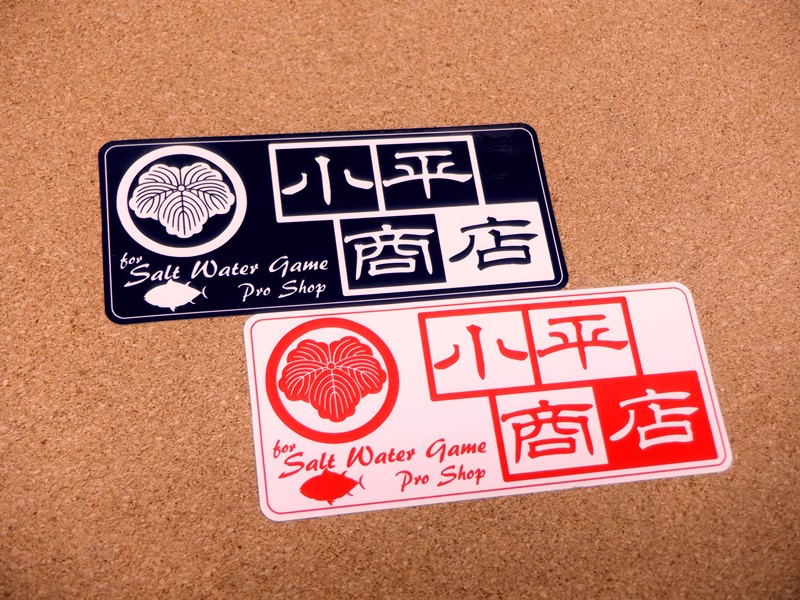 小平
商店
for
Salt Water Game
Pro Shop
小平
商店
for
Salt Water Game
Pro Shop